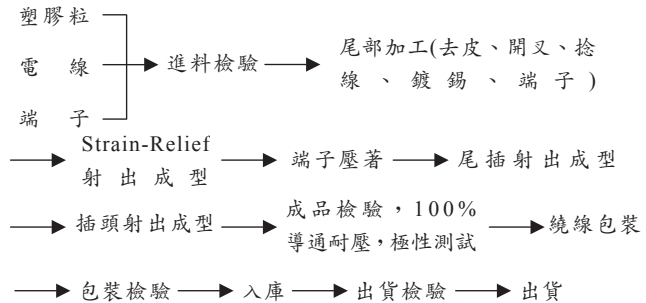 塑膠粒
電線
端子
進料檢驗
尾部加工(去皮、開叉、捻
線、鍍錫、端子)
Strain-Relief
射出成型
端子壓著
尾插射出成型
插頭射出成型
成品檢驗，100%
導通耐壓，極性測試
繞線包裝
包裝檢驗
入庫
出貨檢驗
出貨